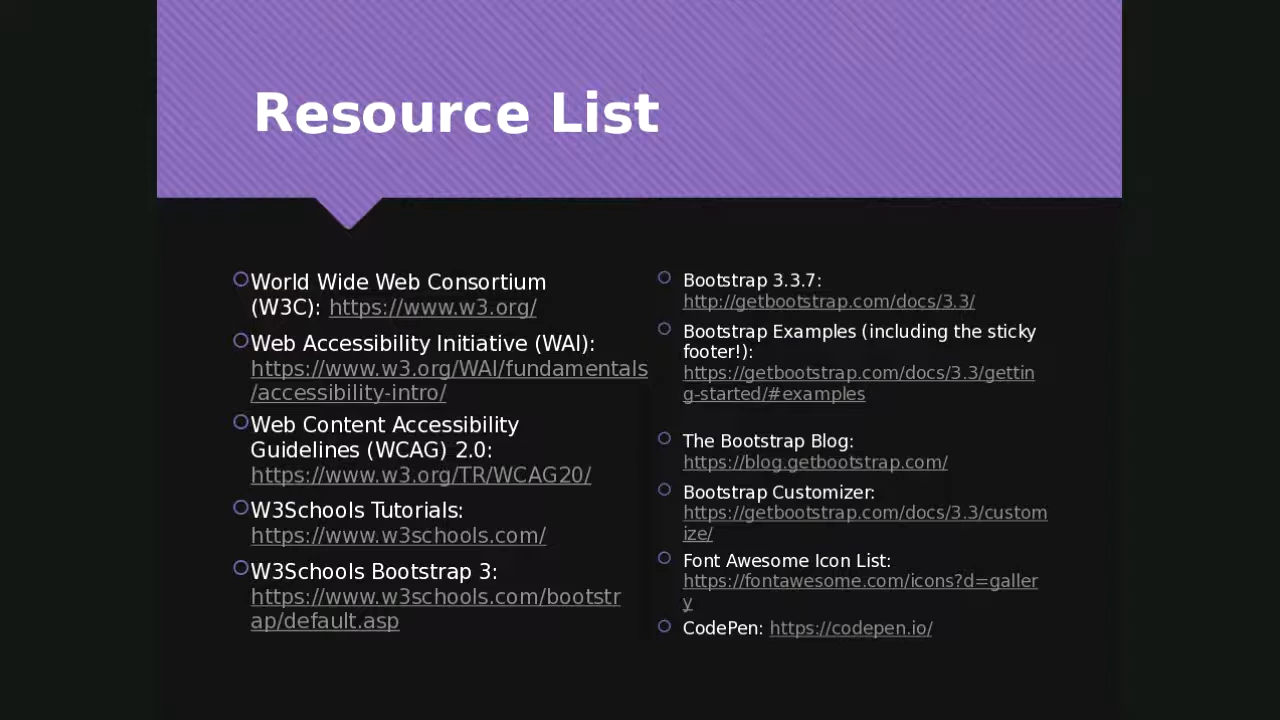 Resource List
World Wide Web Consortium
(W3C): https://www.w3.org/
Web Accessibility Initiative (WAI):
https://www.w3.org/WAI/fundamentals
/accessibility-intro/
Web Content Accessibility
Guidelines (WCAG) 2.0:
https://www.w3.org/TR/WCAG20/
W3Schools Tutorials:
https://www.w3schools.com/
W3Schools Bootstrap 3:
https://www.w3schools.com/bootstr
ap/default.asp
Bootstrap 3.3.7:
http://getbootstrap.com/docs/3.3/
Bootstrap Examples (including the sticky
footer!):
https://getbootstrap.com/docs/3.3/gettin
g-started/#examples
The Bootstrap Blog:
https://blog.getbootstrap.com/
Bootstrap Customizer:
https://getbootstrap.com/docs/3.3/custom
ize/
Font Awesome Icon List:
https://fontawesome.com/icons?d=galler
y
CodePen: https://codepen.io/